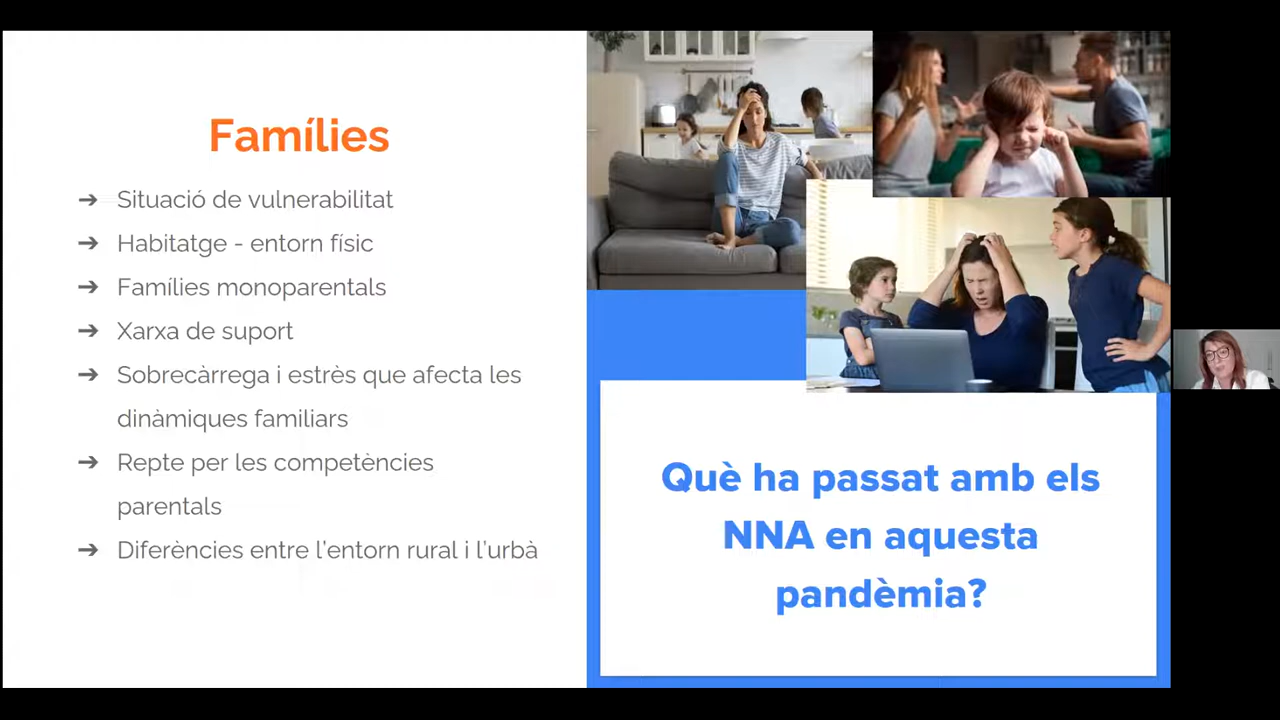 Famílies
➔ Situació de vulnerabilitat
➔ Habitatge - entorn físic
➔ Famílies monoparentals
➔ Xarxa de suport
➔ Sobrecàrrega i estrès que afecta les
dinàmiques familiars
➔ Repte per les competències
parentals
➔ Diferències entre l'entorn rural i l'urbà
Què ha passat amb els
NNA en aquesta
pandèmia?